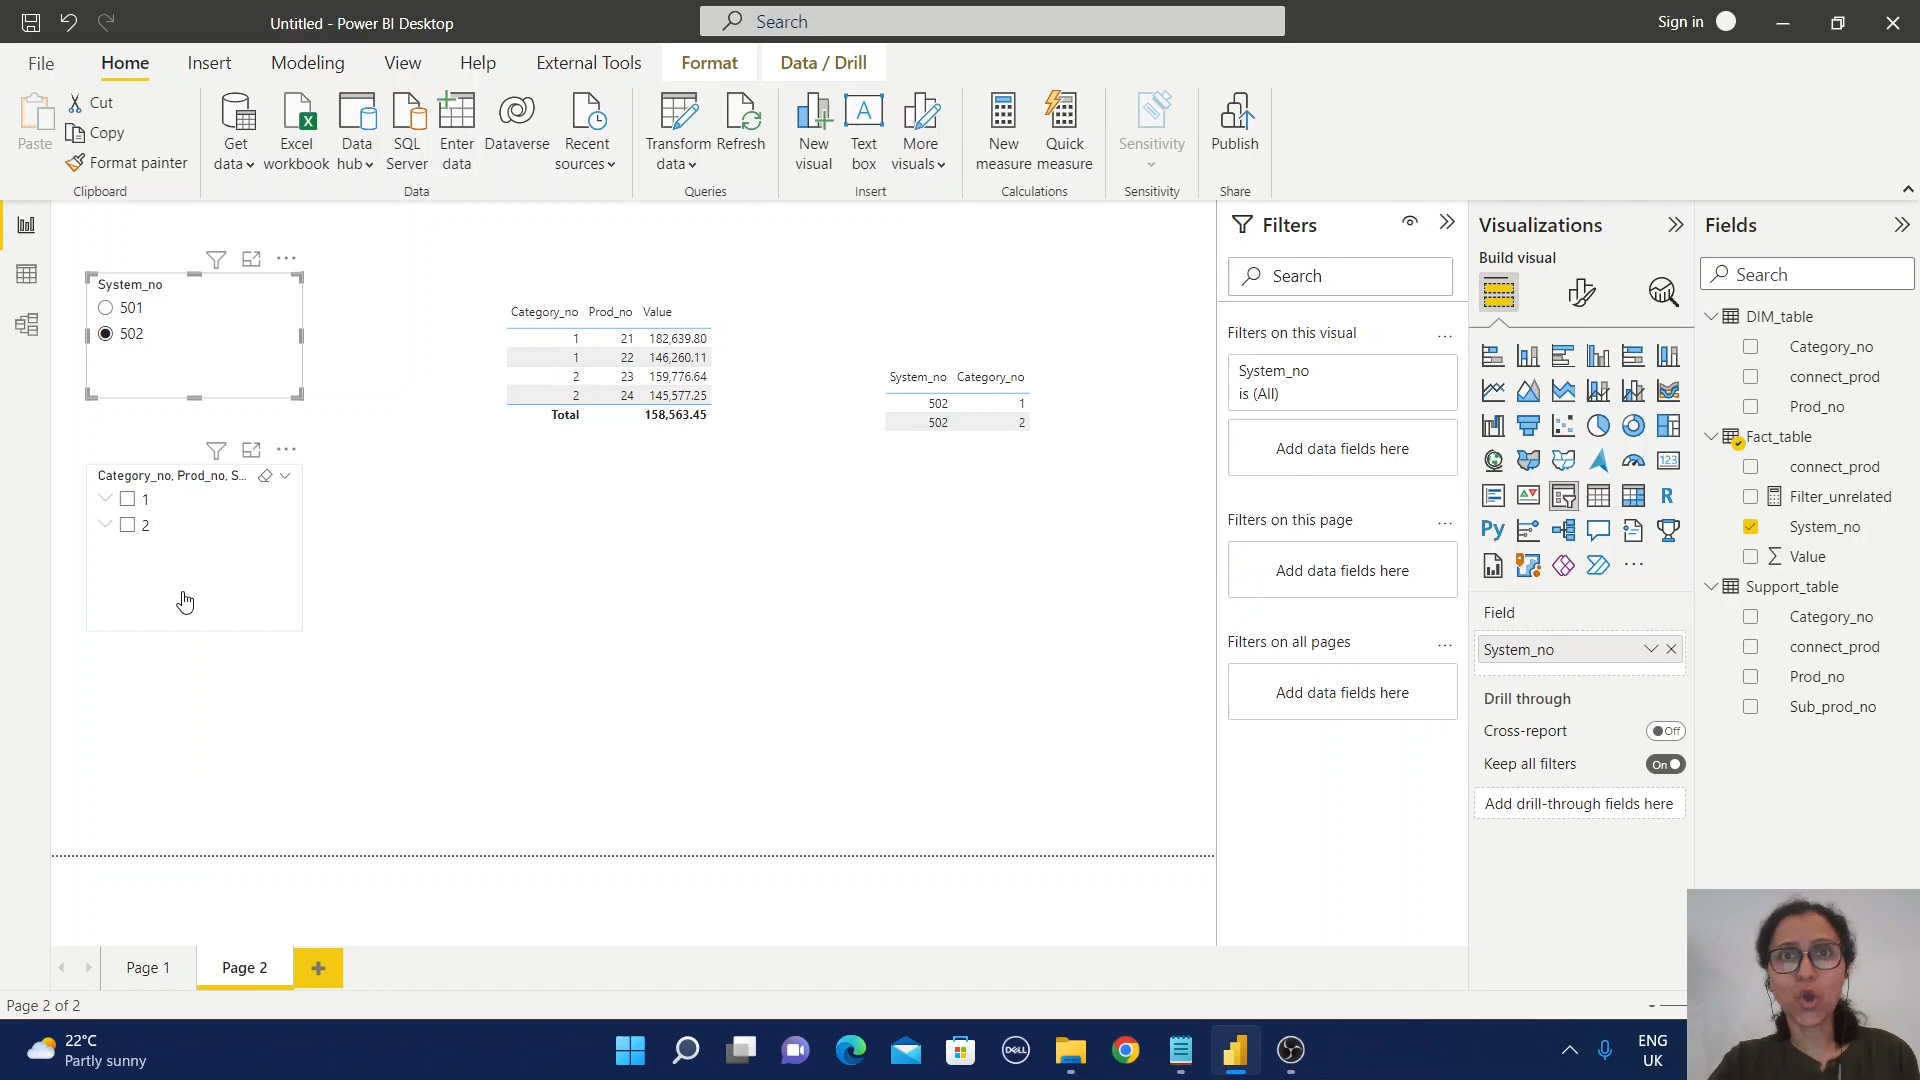 Untitled - Power BI Desktop
Search
Sign in
File
Home
Insert
Modeling
View
Help
External Tools
Format
Data / Drill
Paste
Cut
Copy
Format painter
Clipboard
Get data
Excel workbook
Data hub
SQL Server
Enter data
Dataverse
Recent sources
Data
Transform data
Refresh
Queries
New visual
A
Text box
More visuals
Insert
New measure
Quick measure
Calculations
Sensitivity
Sensitivity
Publish
Share
System_no
501
502
Category_no, Prod_no, S...
1
2
Category_no Prod_no Value
1 21 182,639.80
1 22 146,260.11
2 23 159,776.64
2 24 145,577.25
Total 158,563.45
System_no Category_no
502 1
502 2
Filters
Search
Filters on this visual
...
System_no
is (All)
Add data fields here
Filters on this page
...
Add data fields here
Filters on all pages
...
Add data fields here
Visualizations
Build visual
123
R
Py
...
Field
System_no
Drill through
Cross-report
Off
Keep all filters
On
Add drill-through fields here
Fields
Search
DIM_table
Category_no
connect_prod
Prod_no
Fact_table
connect_prod
Filter_unrelated
System_no
Value
Support_table
Category_no
connect_prod
Prod_no
Sub_prod_no
Page 1
Page 2
Page 2 of 2
22°C
Partly sunny
DELL
ENG
UK